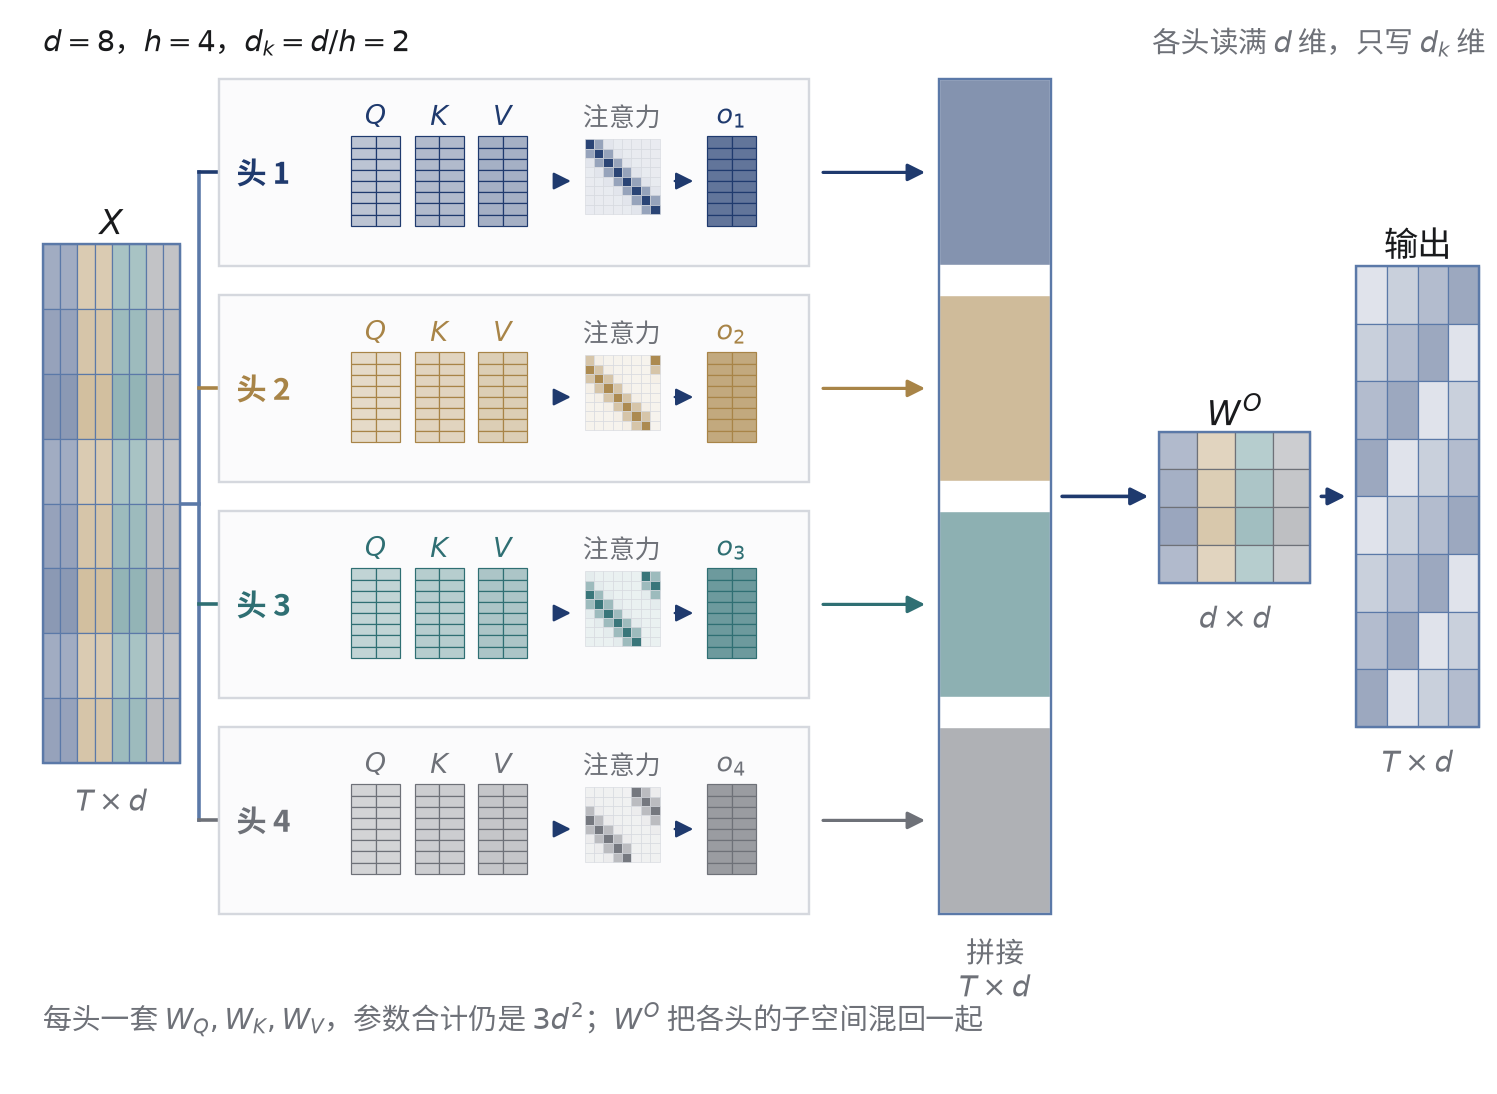 d = 8，h = 4，dₖ = d/h = 2
各头读满 d 维，只写 dₖ 维
X
T × d
头 1
Q K V 注意力 o₁
头 2
Q K V 注意力 o₂
头 3
Q K V 注意力 o₃
头 4
Q K V 注意力 o₄
拼接
T × d
W^O
d × d
输出
T × d
每头一套 W_Q, W_K, W_V，参数合计仍是 3d²；W^O 把各头的子空间混回一起